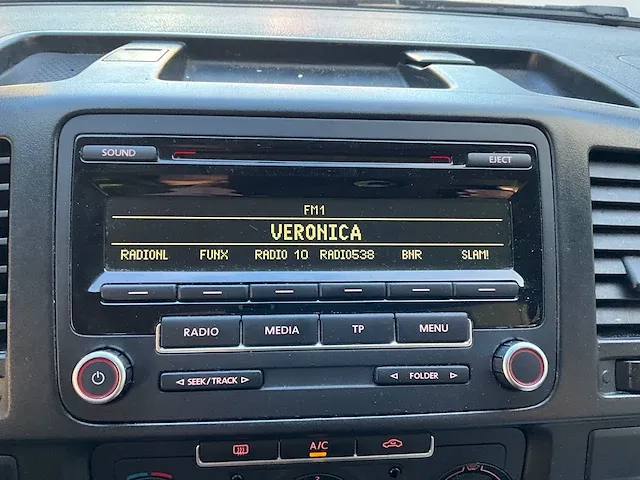 SOUND EJECT
FM1
VERONICA
RADIONL FUNX RADIO 10 RADIO538 BNR SLAM!
RADIO MEDIA TP MENU
SEEK/TRACK FOLDER
A/C